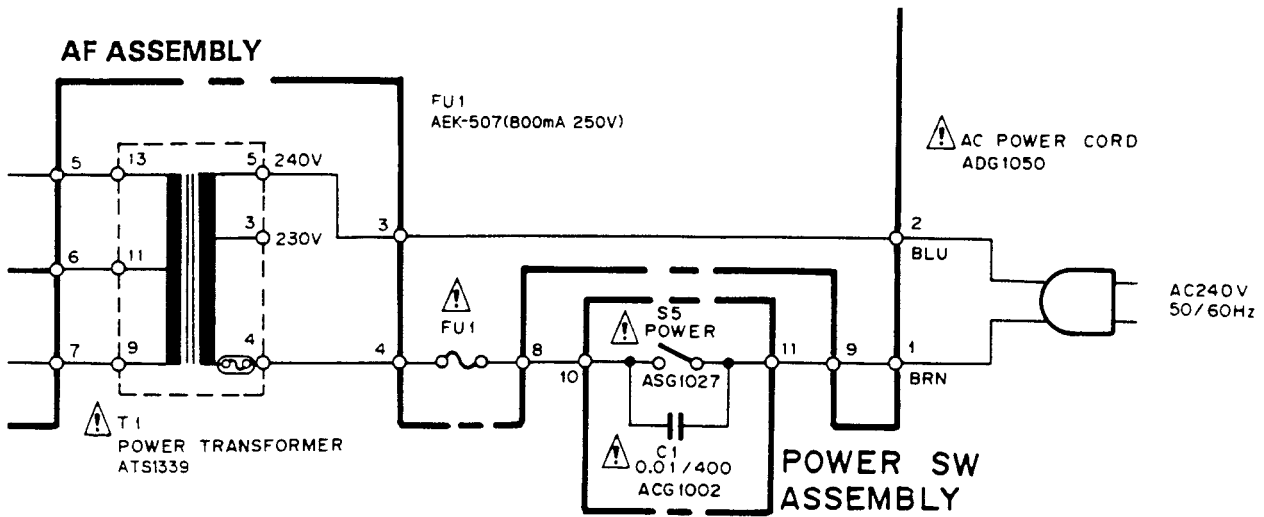 AF ASSEMBLY
FU1
AEK-507(800mA 250V)
AC POWER CORD
ADG1050
5
13
5
240V
3
230V
3
2
BLU
6
11
AC240V
50/60Hz
FU1
S5
POWER
7
9
4
4
8
10
ASG1027
11
9
1
BRN
T1
POWER TRANSFORMER
ATS1339
C1
0.01/400
ACG1002
POWER SW
ASSEMBLY